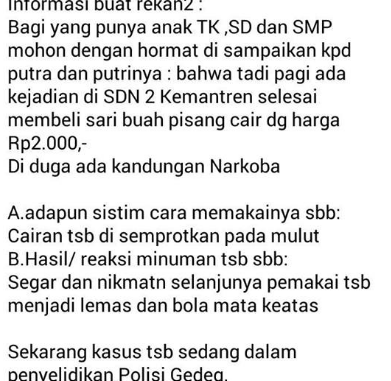 Informasi buat rekan2 :
Bagi yang punya anak TK ,SD dan SMP
mohon dengan hormat di sampaikan kpd
putra dan putrinya : bahwa tadi pagi ada
kejadian di SDN 2 Kemantren selesai
membeli sari buah pisang cair dg harga
Rp2.000,-
Di duga ada kandungan Narkoba
A.adapun sistim cara memakainya sbb:
Cairan tsb di semprotkan pada mulut
B.Hasil/ reaksi minuman tsb sbb:
Segar dan nikmatn selanjunya pemakai tsb
menjadi lemas dan bola mata keatas
Sekarang kasus tsb sedang dalam
penyelidikan Polisi Gedeg.